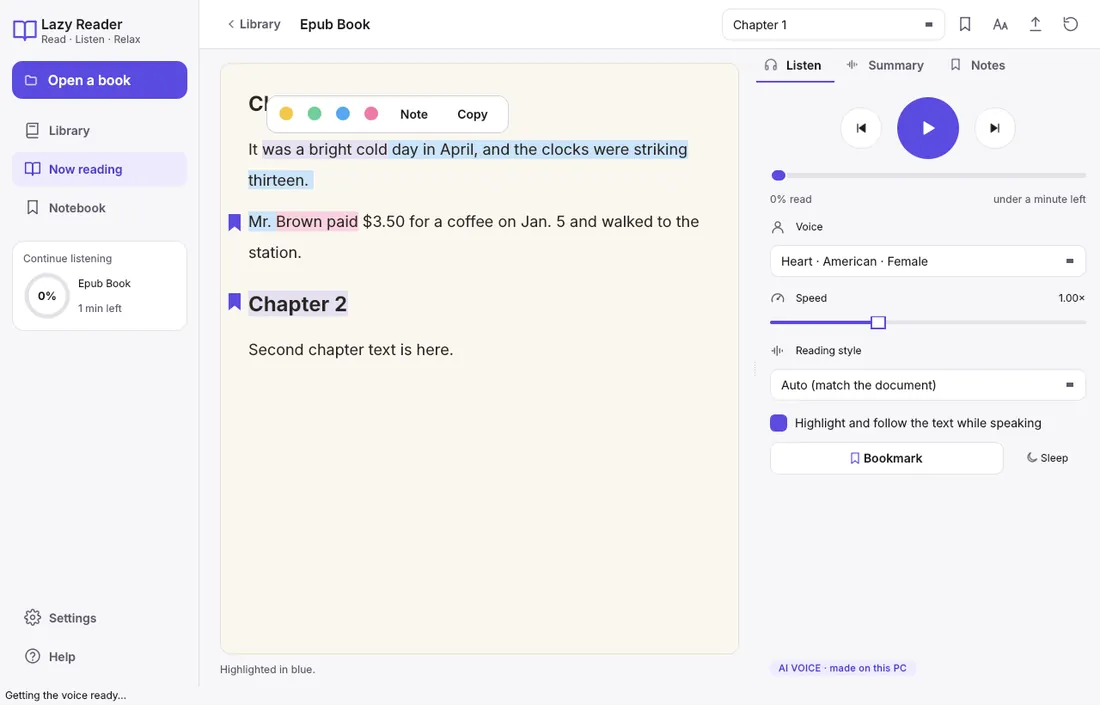 Lazy Reader
Read · Listen · Relax
Open a book
Library
Now reading
Notebook
Continue listening
0%
Epub Book
1 min left
Settings
Help
Getting the voice ready...
Library
Epub Book
Chapter 1
AA
Note
Copy
It was a bright cold day in April, and the clocks were striking
thirteen.
Mr. Brown paid $3.50 for a coffee on Jan. 5 and walked to the
station.
Chapter 2
Second chapter text is here.
Highlighted in blue.
Listen
Summary
Notes
0% read
under a minute left
Voice
Heart · American · Female
Speed
1.00×
Reading style
Auto (match the document)
Highlight and follow the text while speaking
Bookmark
Sleep
AI VOICE · made on this PC